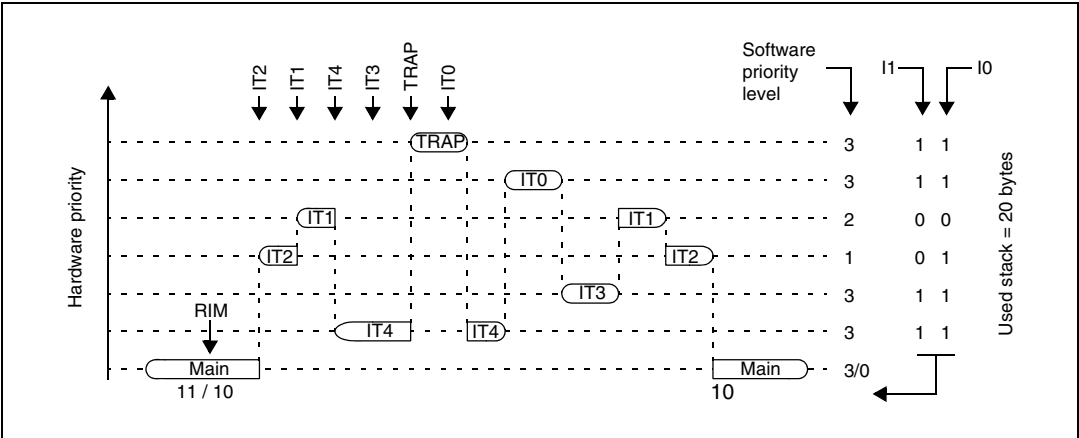 IT2
IT1
IT4
IT3
TRAP
IT0
Software
priority
level
I1
I0
Hardware priority
TRAP
3
1 1
IT0
3
1 1
IT1
IT1
2
0 0
IT2
IT2
1
0 1
IT3
3
1 1
RIM
IT4
IT4
3
1 1
Main
Main
3/0
11 / 10
10
Used stack = 20 bytes